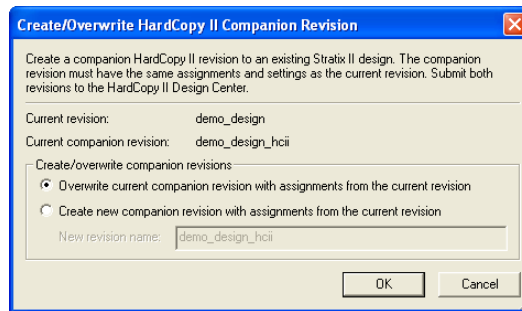 Create/Overwrite HardCopy II Companion Revision
Create a companion HardCopy II revision to an existing Stratix II design. The companion
revision must have the same assignments and settings as the current revision. Submit both
revisions to the HardCopy II Design Center.
Current revision: demo_design
Current companion revision: demo_design_hcii
Create/overwrite companion revisions
Overwrite current companion revision with assignments from the current revision
Create new companion revision with assignments from the current revision
New revision name: demo_design_hcii
OK Cancel